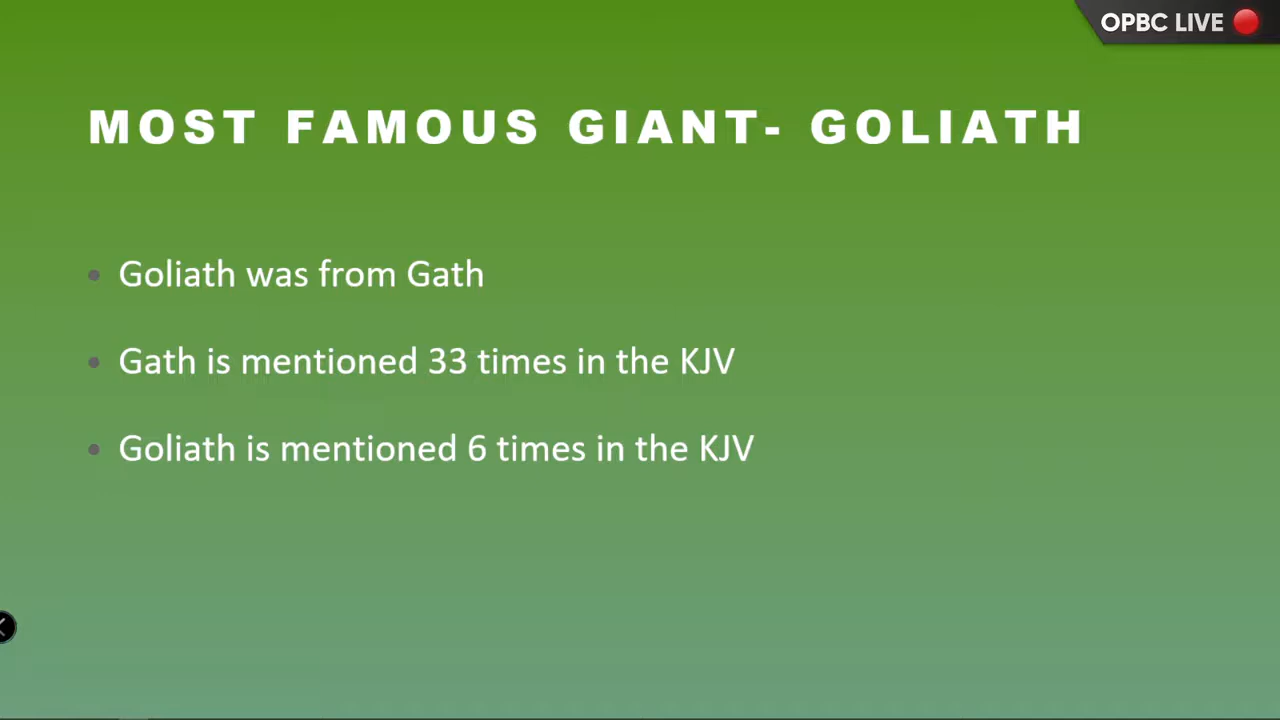 OPBC LIVE
MOST FAMOUS GIANT- GOLIATH
Goliath was from Gath
Gath is mentioned 33 times in the KJV
Goliath is mentioned 6 times in the KJV